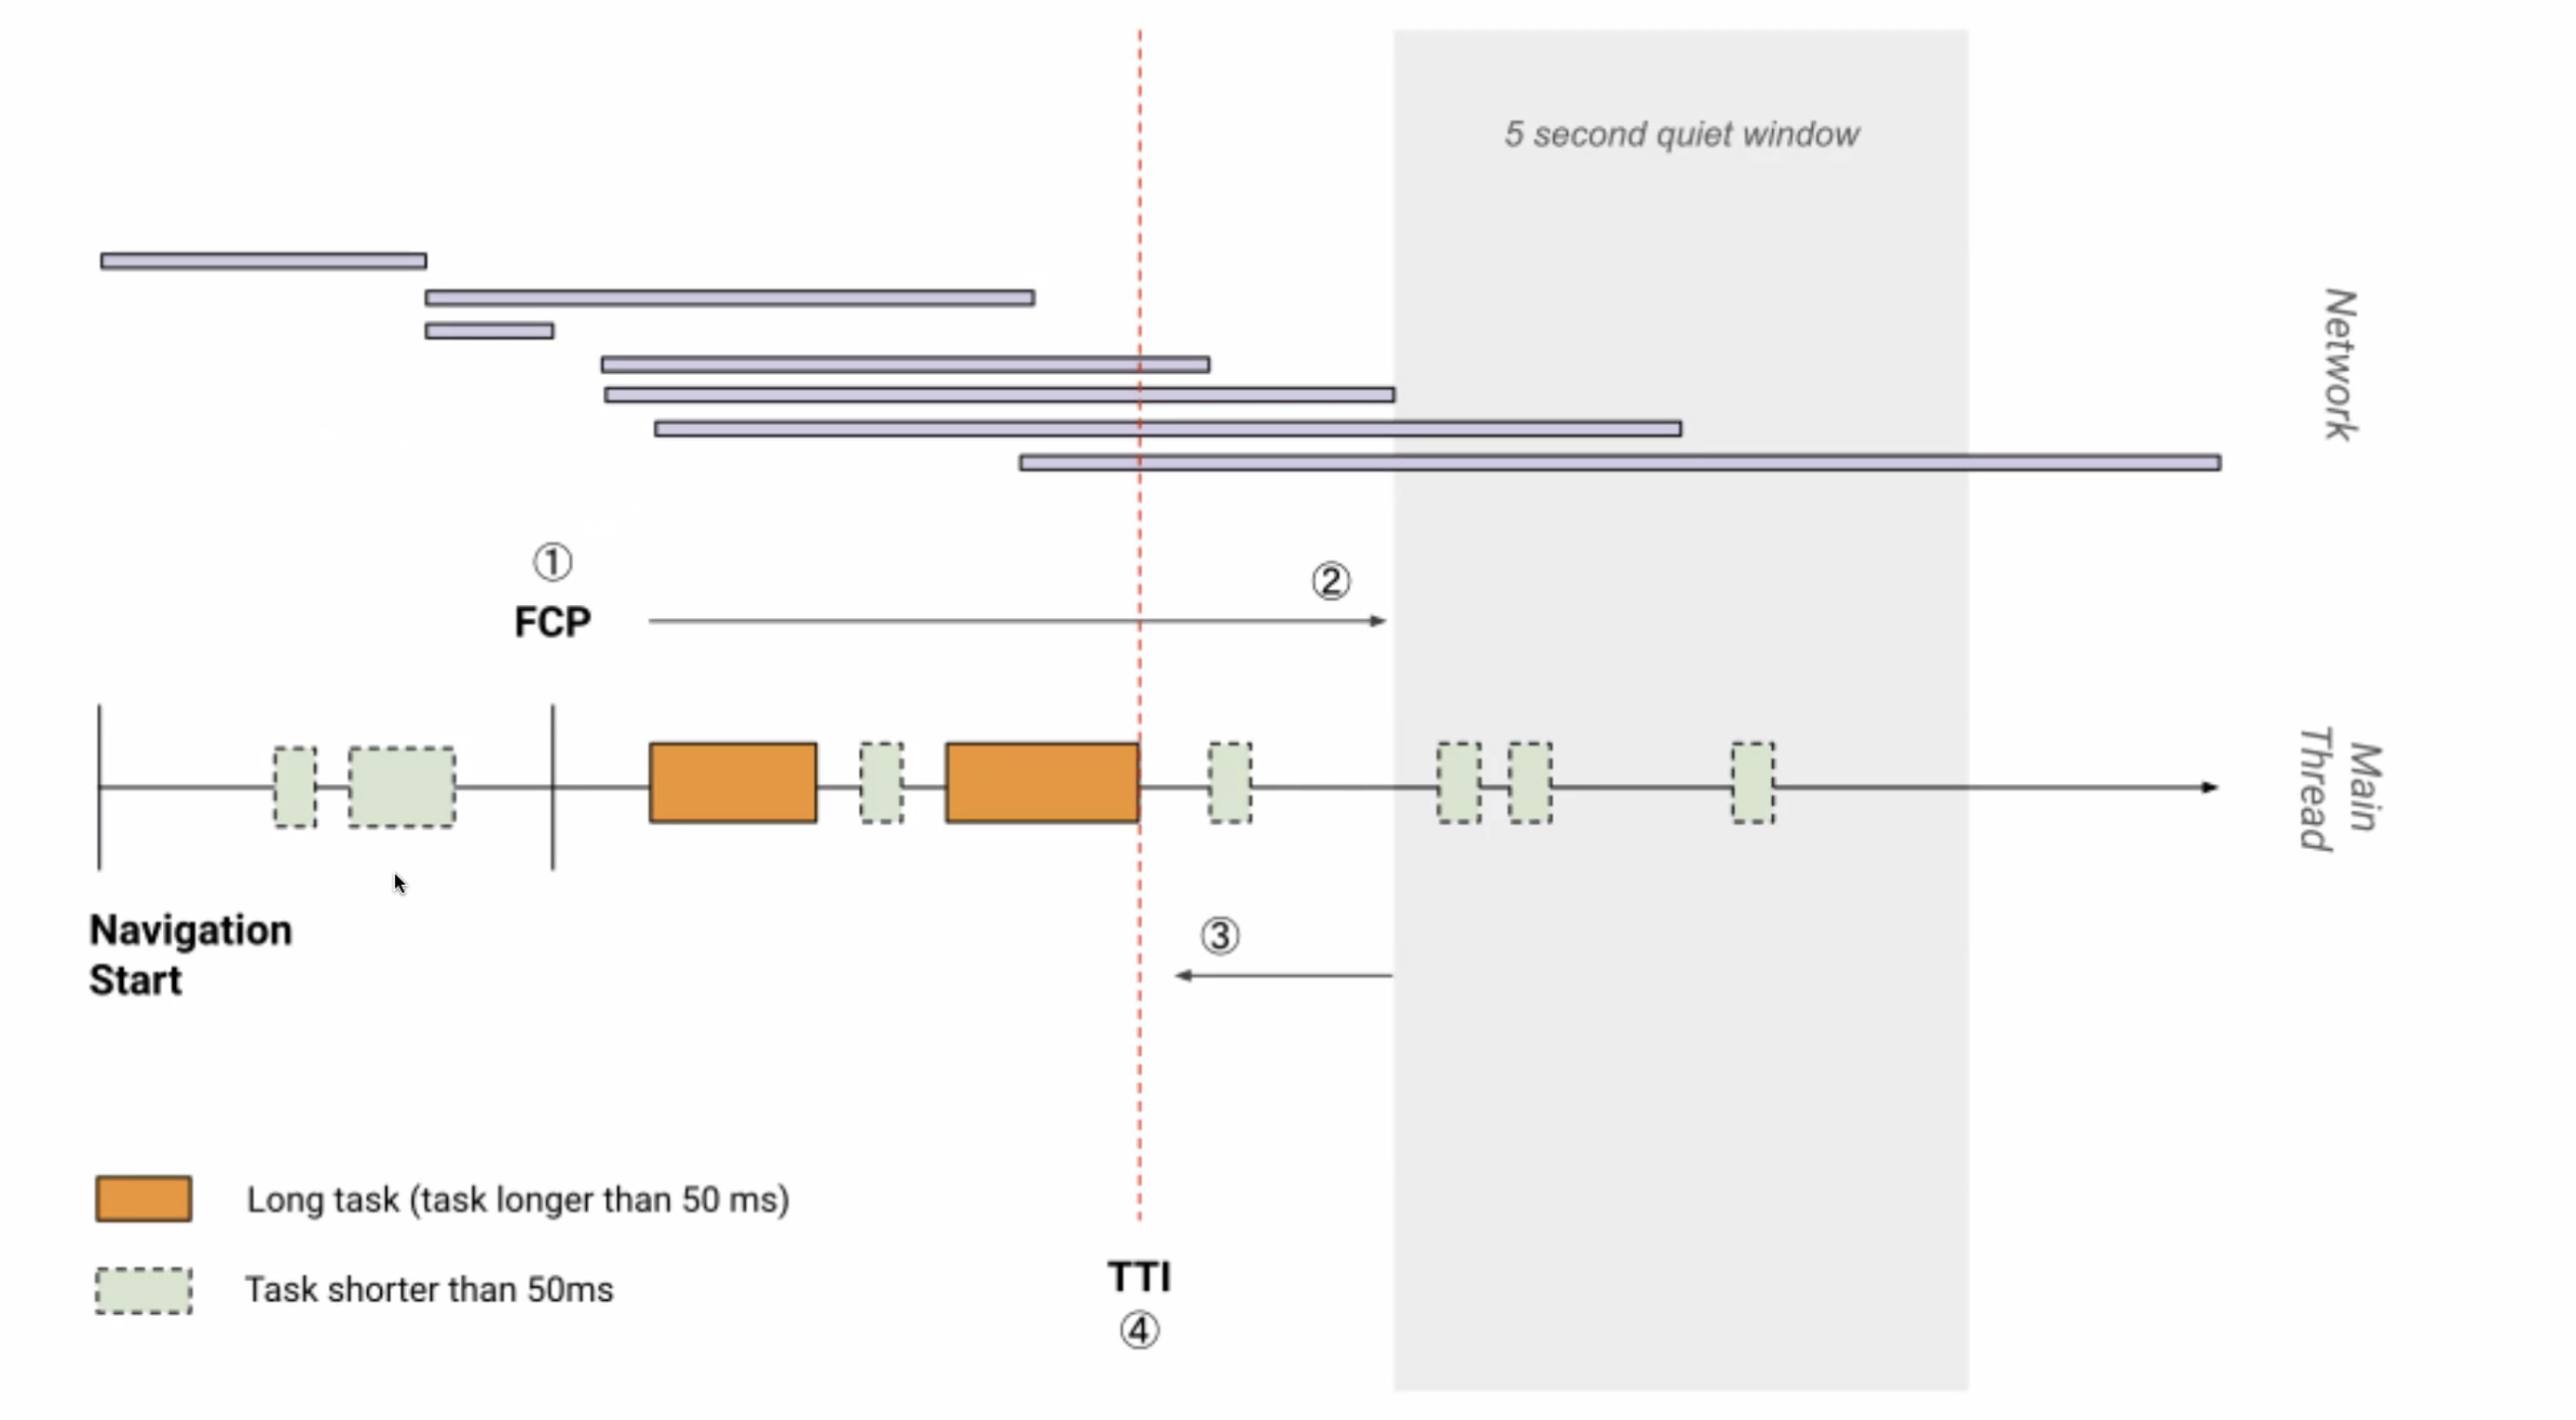 5 second quiet window
Network
①
②
FCP
Main
Thread
Navigation
Start
③
Long task (task longer than 50 ms)
Task shorter than 50ms
TTI
④